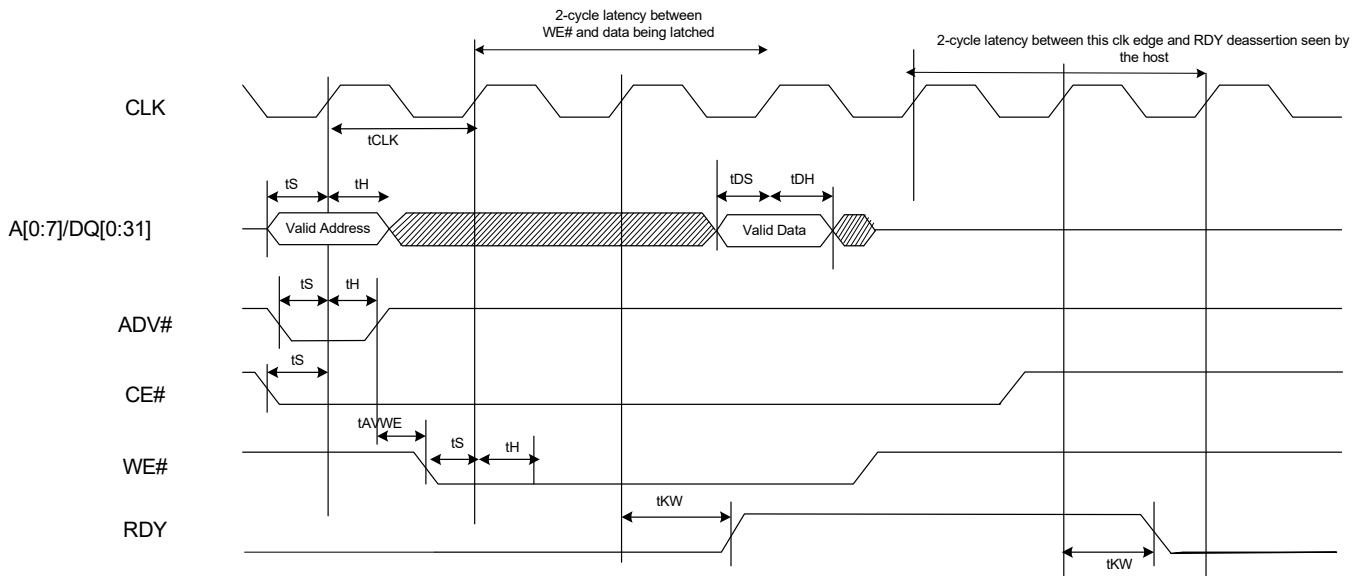 2-cycle latency between
WE# and data being latched
2-cycle latency between this clk edge and RDY deassertion seen by
the host
CLK
tCLK
tS
tH
tDS
tDH
A[0:7]/DQ[0:31]
Valid Address
Valid Data
tS
tH
ADV#
tS
CE#
tAVWE
tS
tH
WE#
tKW
RDY
tKW